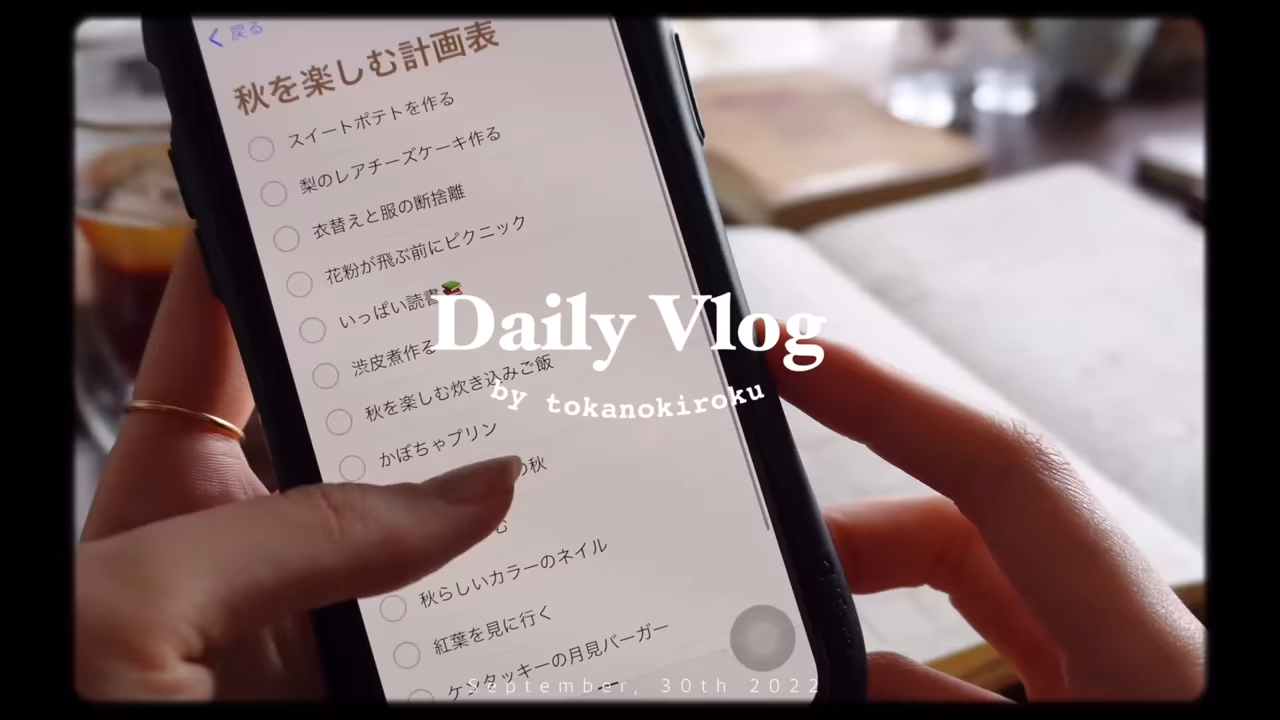 戻る
秋を楽しむ計画表
スイートポテトを作る
梨のレアチーズケーキ作る
衣替えと服の断捨離
花粉が飛ぶ前にピクニック
いっぱい読書📚
渋皮煮作る
秋を楽しむ炊き込みご飯
かぼちゃプリン
の秋
む
秋らしいカラーのネイル
紅葉を見に行く
ケンタッキーの月見バーガー
Daily Vlog
by tokanokiroku
September, 30th 2022